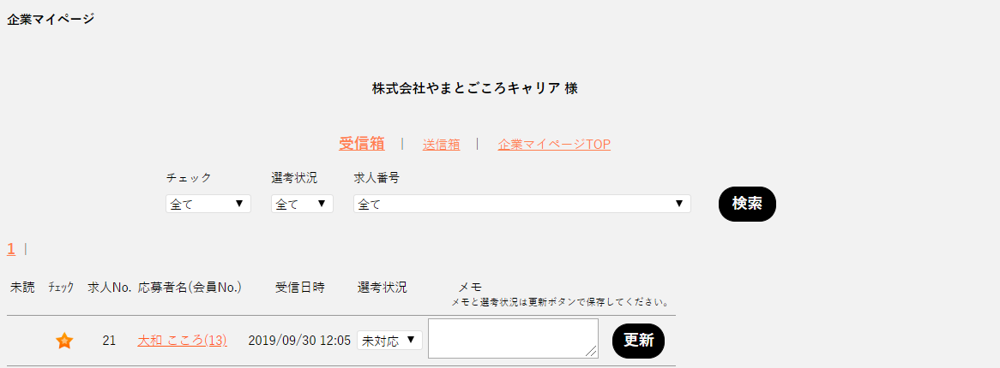 企業マイページ
株式会社やまとごころキャリア 様
受信箱 | 送信箱 | 企業マイページTOP
チェック 選考状況 求人番号
全て ▼ 全て ▼ 全て ▼ 検索
1 |
未読 ﾁｪｯｸ 求人No. 応募者名(会員No.) 受信日時 選考状況 メモ
メモと選考状況は更新ボタンで保存してください。
21 大和 こころ(13) 2019/09/30 12:05 未対応 ▼ 更新